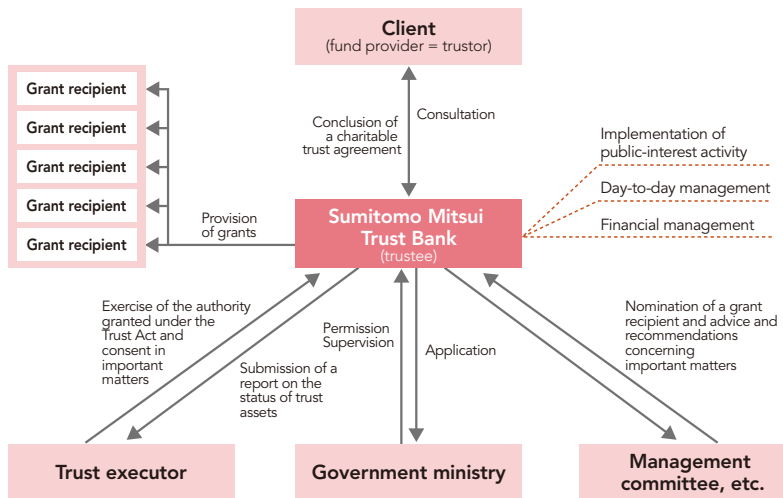 Client
(fund provider = trustor)
Grant recipient
Grant recipient
Grant recipient
Grant recipient
Grant recipient
Conclusion of
a charitable
trust agreement
Consultation
Implementation of
public-interest activity
Day-to-day management
Financial management
Provision
of grants
Sumitomo Mitsui
Trust Bank
(trustee)
Exercise of the authority
granted under the
Trust Act and
consent in
important
matters
Submission of a
report on the
status of trust
assets
Permission
Supervision
Application
Nomination of a grant
recipient and advice and
recommendations
concerning
important matters
Trust executor
Government ministry
Management
committee, etc.